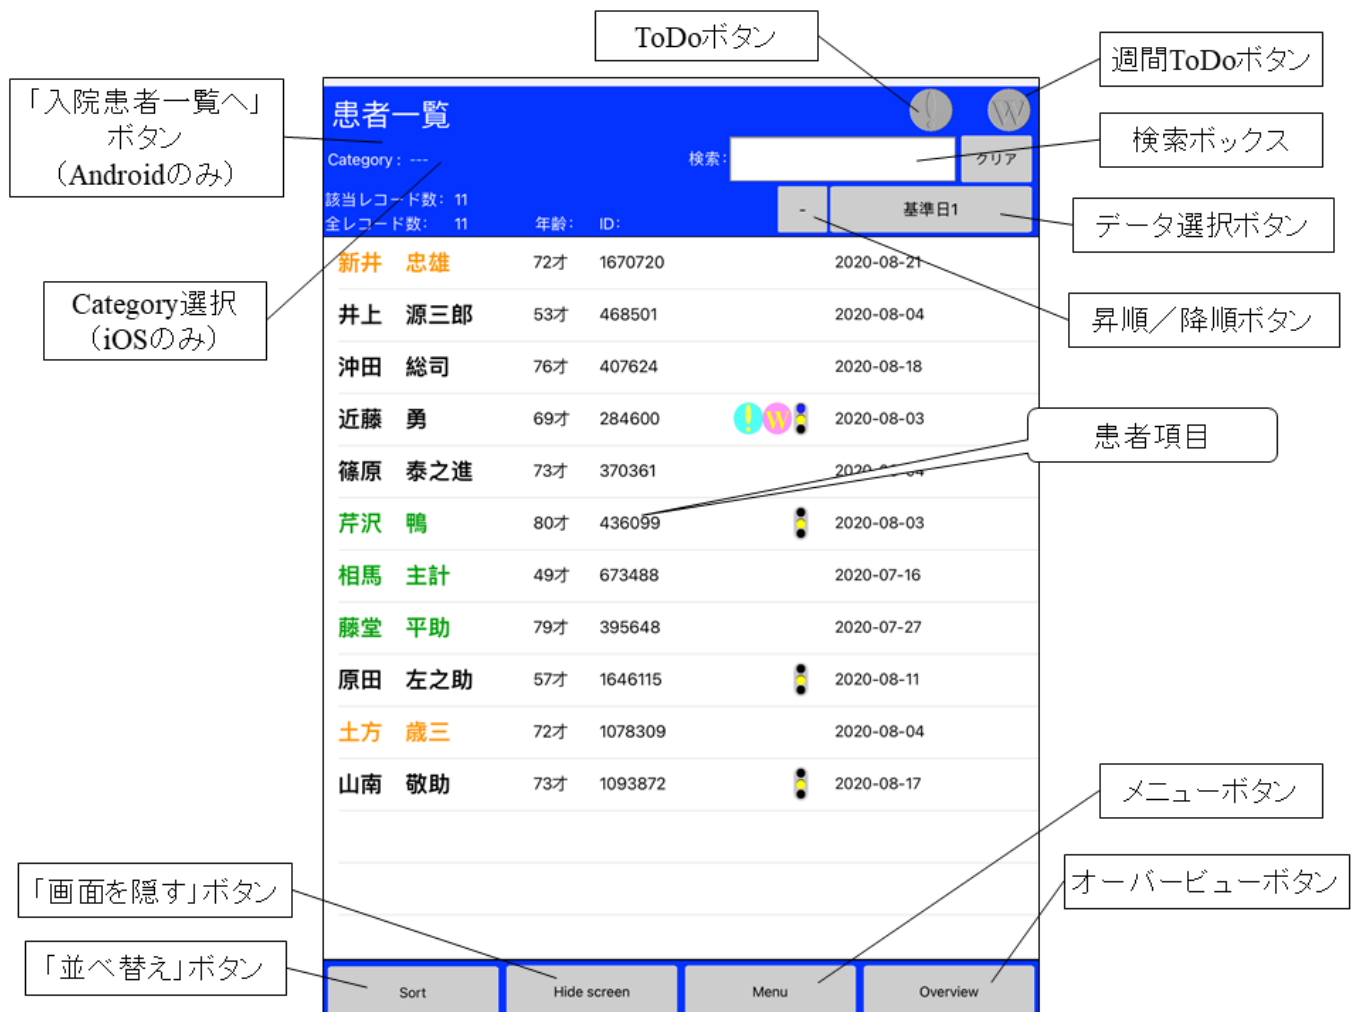 ToDoボタン
週間ToDoボタン
「入院患者一覧へ」
ボタン
（Androidのみ）
患者一覧
検索ボックス
Category : ---
検索:
クリア
該当レコード数: 11
全レコード数: 11
年齢:
ID:
-
基準日1
データ選択ボタン
新井 忠雄 72才 1670720 2020-08-21
Category選択
（iOSのみ）
昇順／降順ボタン
井上 源三郎 53才 468501 2020-08-04
沖田 総司 76才 407624 2020-08-18
近藤 勇 69才 284600 ! W 2020-08-03
患者項目
篠原 泰之進 73才 370361
芹沢 鴨 80才 436099 2020-08-03
相馬 主計 49才 673488 2020-07-16
藤堂 平助 79才 395648 2020-07-27
原田 左之助 57才 1646115 2020-08-11
土方 歳三 72才 1078309 2020-08-04
山南 敬助 73才 1093872 2020-08-17
メニューボタン
「画面を隠す」ボタン
オーバービューボタン
「並べ替え」ボタン
Sort
Hide screen
Menu
Overview